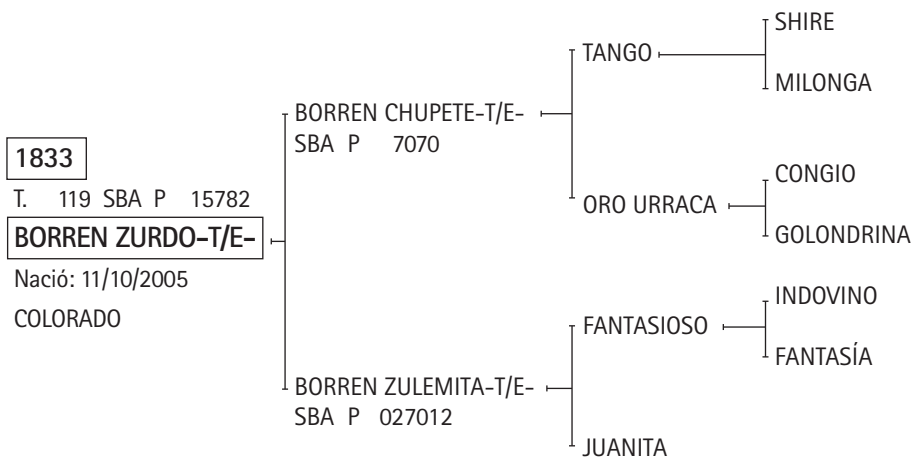 1833
T. 119 SBA P 15782
BORREN ZURDO-T/E-
Nació: 11/10/2005
COLORADO
BORREN CHUPETE-T/E-
SBA P 7070
BORREN ZULEMITA-T/E-
SBA P 027012
TANGO
ORO URRACA
FANTASIOSO
JUANITA
SHIRE
MILONGA
CONGIO
GOLONDRINA
INDOVINO
FANTASÍA